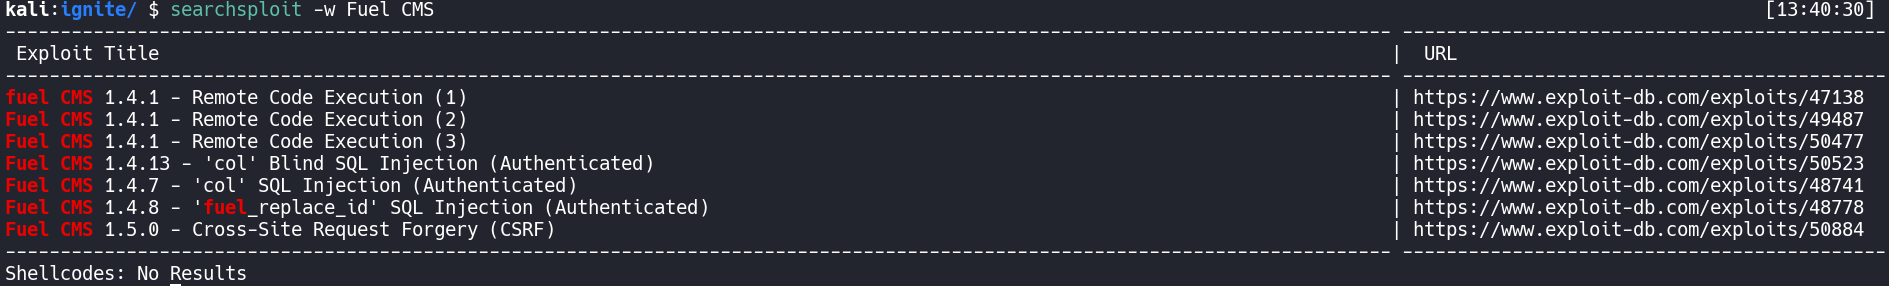 kali:ignite/ $ searchsploit -w Fuel CMS [13:40:30]
Exploit Title | URL
fuel CMS 1.4.1 - Remote Code Execution (1) | https://www.exploit-db.com/exploits/47138
Fuel CMS 1.4.1 - Remote Code Execution (2) | https://www.exploit-db.com/exploits/49487
Fuel CMS 1.4.1 - Remote Code Execution (3) | https://www.exploit-db.com/exploits/50477
Fuel CMS 1.4.13 - 'col' Blind SQL Injection (Authenticated) | https://www.exploit-db.com/exploits/50523
Fuel CMS 1.4.7 - 'col' SQL Injection (Authenticated) | https://www.exploit-db.com/exploits/48741
Fuel CMS 1.4.8 - 'fuel_replace_id' SQL Injection (Authenticated) | https://www.exploit-db.com/exploits/48778
Fuel CMS 1.5.0 - Cross-Site Request Forgery (CSRF) | https://www.exploit-db.com/exploits/50884
Shellcodes: No Results